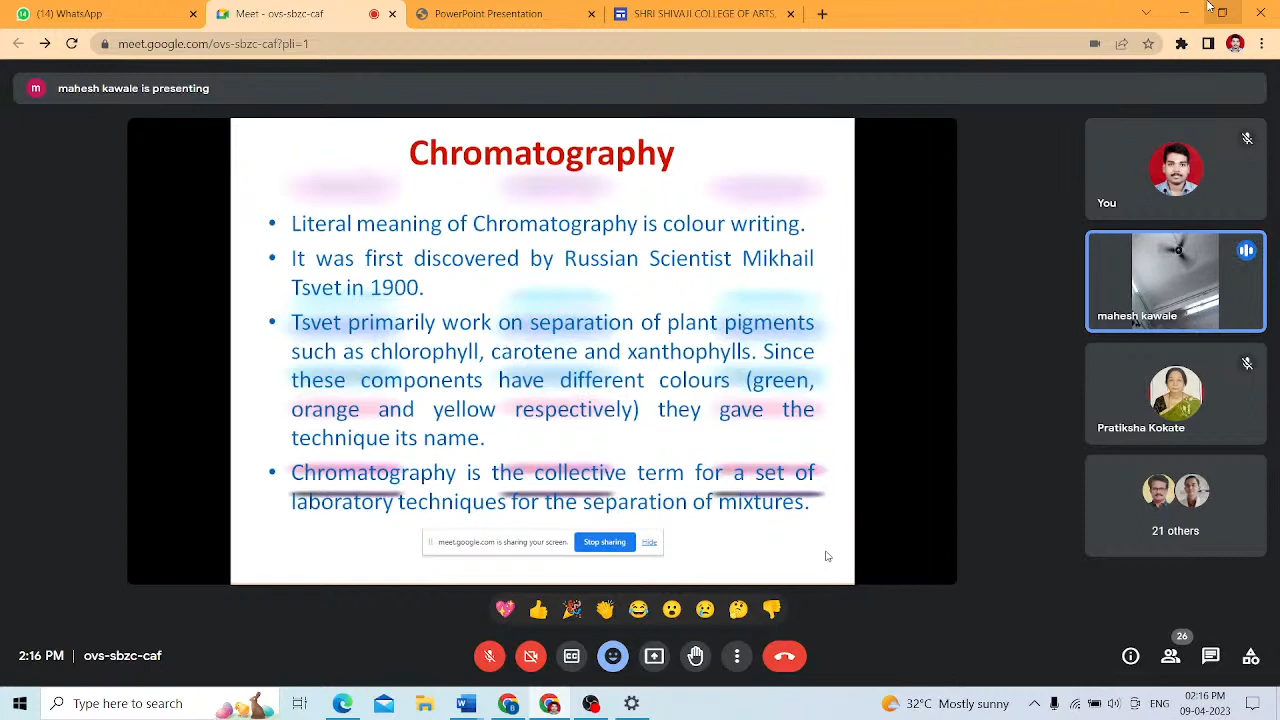 14
(14) WhatsApp
Meet - ovs-sbzc-caf
PowerPoint Presentation
SHRI SHIVAJI COLLEGE OF ARTS,
meet.google.com/ovs-sbzc-caf?pli=1
m
mahesh kawale is presenting
Chromatography
• Literal meaning of Chromatography is colour writing.
• It was first discovered by Russian Scientist Mikhail
Tsvet in 1900.
• Tsvet primarily work on separation of plant pigments
such as chlorophyll, carotene and xanthophylls. Since
these components have different colours (green,
orange and yellow respectively) they gave the
technique its name.
• Chromatography is the collective term for a set of
laboratory techniques for the separation of mixtures.
meet.google.com is sharing your screen.
Stop sharing
Hide
You
mahesh kawale
Pratiksha Kokate
21 others
2:16 PM | ovs-sbzc-caf
26
Type here to search
32°C Mostly sunny
ENG
02:16 PM
09-04-2023